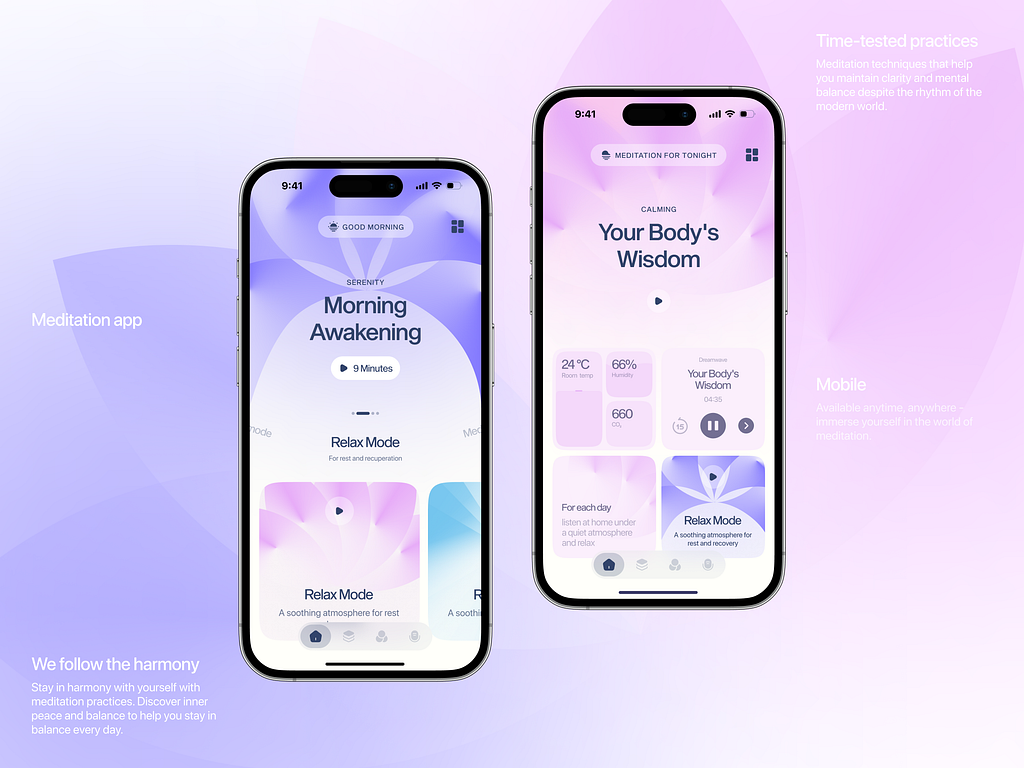 Time-tested practices
Meditation techniques that help
you maintain clarity and mental
balance despite the rhythm of the
modern world.
Meditation app
We follow the harmony
Stay in harmony with yourself with
meditation practices. Discover inner
peace and balance to help you stay in
balance every day.
Mobile
Available anytime, anywhere –
immerse yourself in the world of
meditation.
9:41
GOOD MORNING
SERENITY
Morning
Awakening
9 Minutes
mode
Med
Relax Mode
For rest and recuperation
Relax Mode
A soothing atmosphere for rest
R
A soothi
9:41
MEDITATION FOR TONIGHT
CALMING
Your Body's
Wisdom
24 °C
Room temp
66%
Humidity
660
CO₂
Dreamwave
Your Body's
Wisdom
04:35
15
For each day
listen at home under
a quiet atmosphere
and relax
Relax Mode
A soothing atmosphere for
rest and recovery